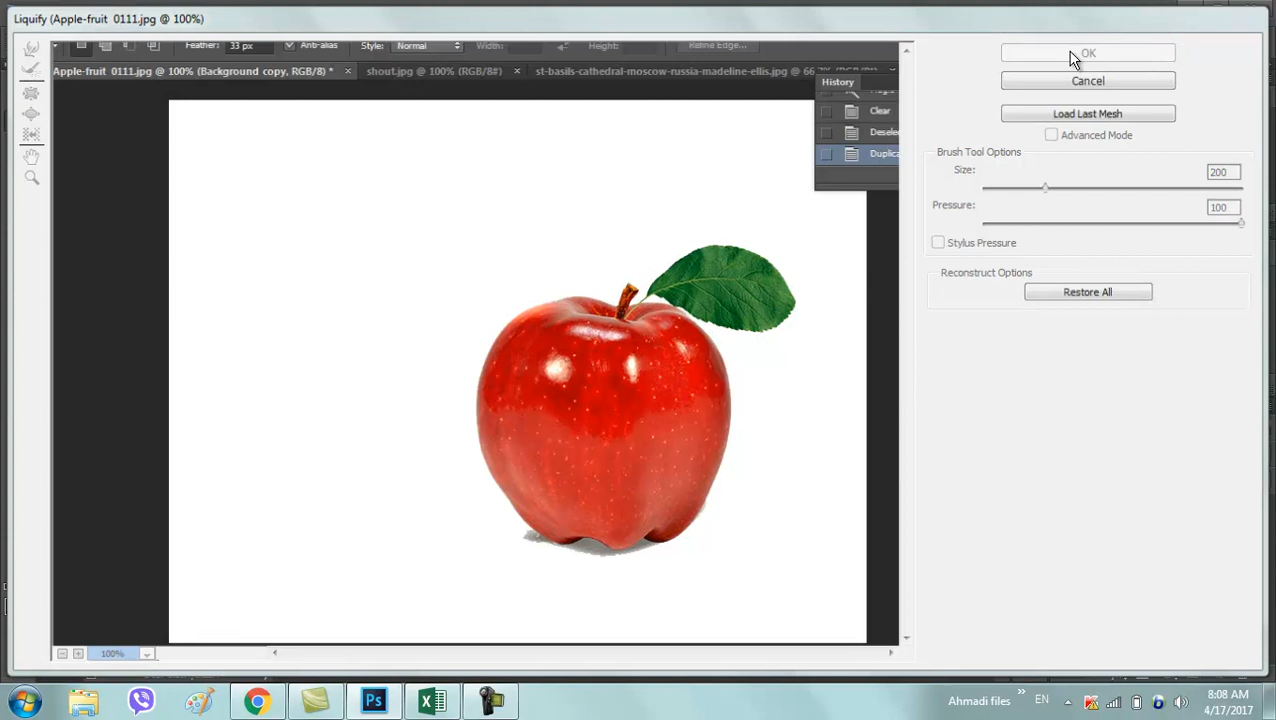 Liquify (Apple-fruit 0111.jpg @ 100%)
Feather: 33 px Anti-alias Style: Normal Width: Height: Refine Edge...
Apple-fruit 0111.jpg @ 100% (Background copy, RGB/8) * × shout.jpg @ 100% (RGB/8#) × st-basils-cathedral-moscow-russia-madeline-ellis.jpg @ 66
History
Clear
Desele
Duplica
OK
Cancel
Load Last Mesh
Advanced Mode
Brush Tool Options
Size: 200
Pressure: 100
Stylus Pressure
Reconstruct Options
Restore All
100%
Ps
Ahmadi files » EN 8:08 AM
4/17/2017